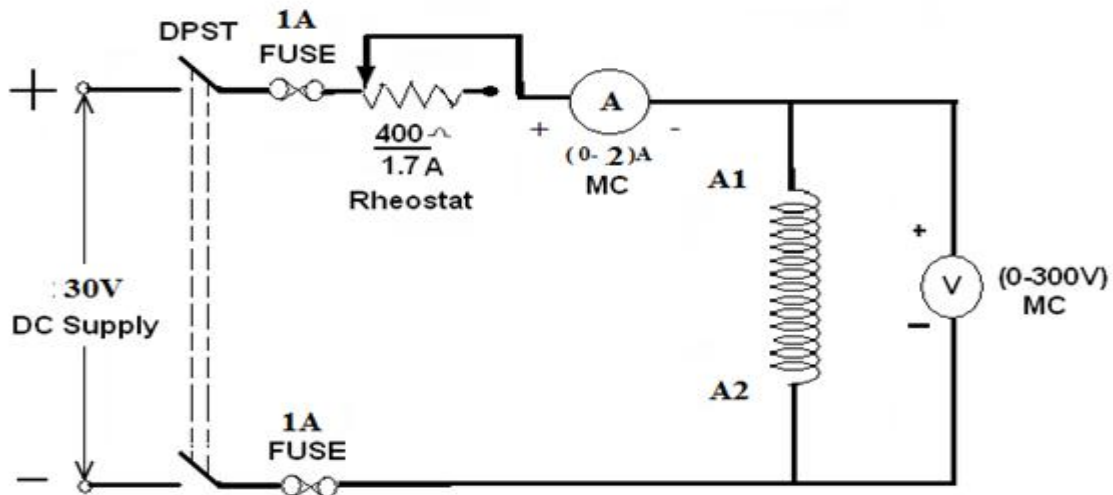 DPST
1A
FUSE
+
400 Ω
1.7 A
Rheostat
+
A
-
(0- 2)A
MC
A1
A2
30V
DC Supply
+
V
−
(0-300V)
MC
1A
FUSE
−